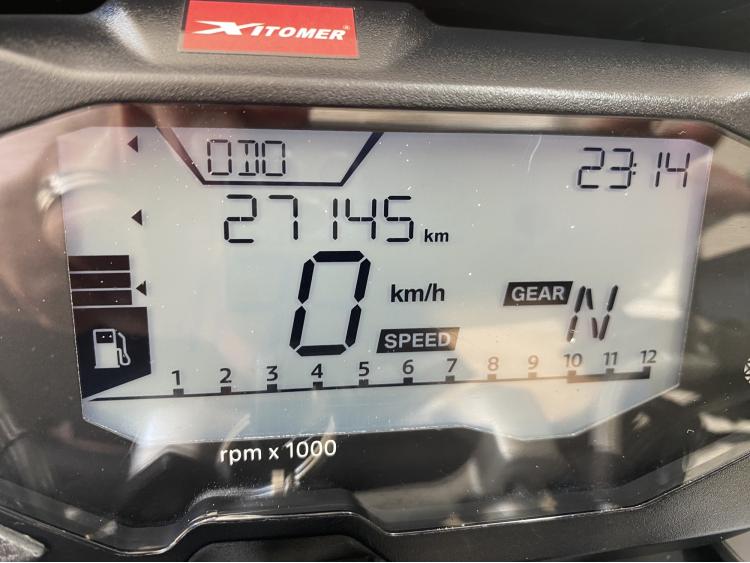 XITOMER®
ODO
23:14
27145 km
0 km/h
GEAR N
SPEED
1 2 3 4 5 6 7 8 9 10 11 12
rpm x 1000